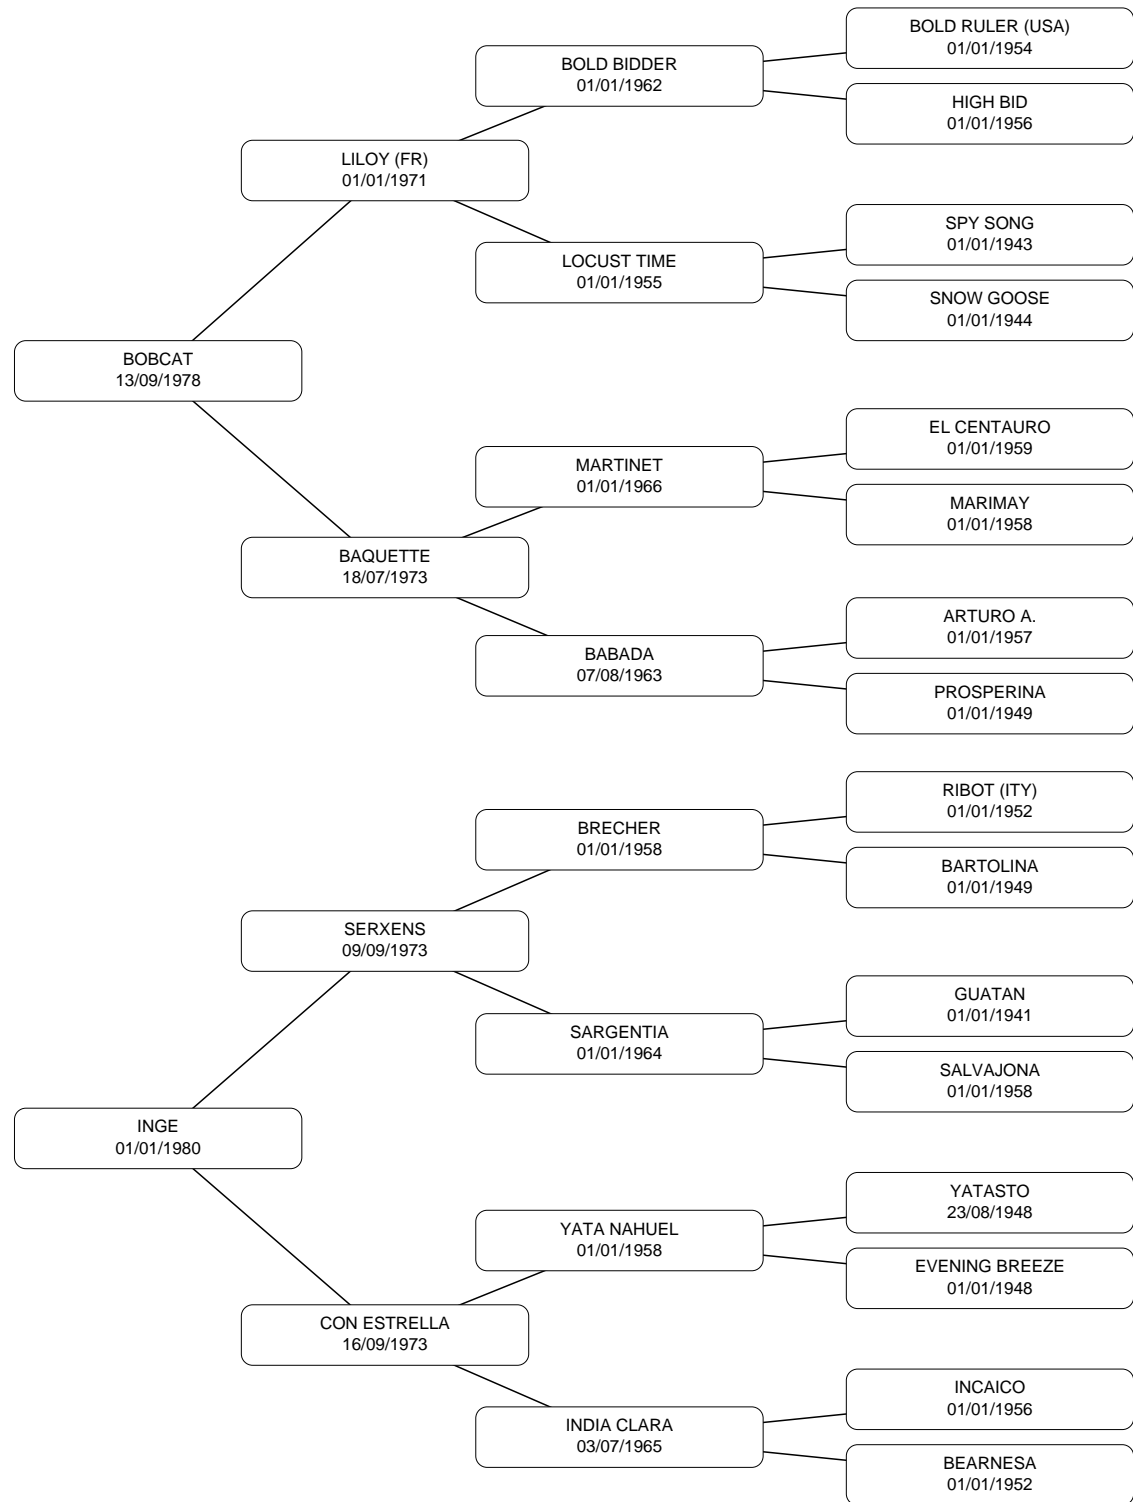 BOLD RULER (USA)
01/01/1954
BOLD BIDDER
01/01/1962
HIGH BID
01/01/1956
LILOY (FR)
01/01/1971
SPY SONG
01/01/1943
LOCUST TIME
01/01/1955
SNOW GOOSE
01/01/1944
BOBCAT
13/09/1978
EL CENTAURO
01/01/1959
MARTINET
01/01/1966
MARIMAY
01/01/1958
BAQUETTE
18/07/1973
ARTURO A.
01/01/1957
BABADA
07/08/1963
PROSPERINA
01/01/1949
RIBOT (ITY)
01/01/1952
BRECHER
01/01/1958
BARTOLINA
01/01/1949
SERXENS
09/09/1973
GUATAN
01/01/1941
SARGENTIA
01/01/1964
SALVAJONA
01/01/1958
INGE
01/01/1980
YATASTO
23/08/1948
YATA NAHUEL
01/01/1958
EVENING BREEZE
01/01/1948
CON ESTRELLA
16/09/1973
INCAICO
01/01/1956
INDIA CLARA
03/07/1965
BEARNESA
01/01/1952